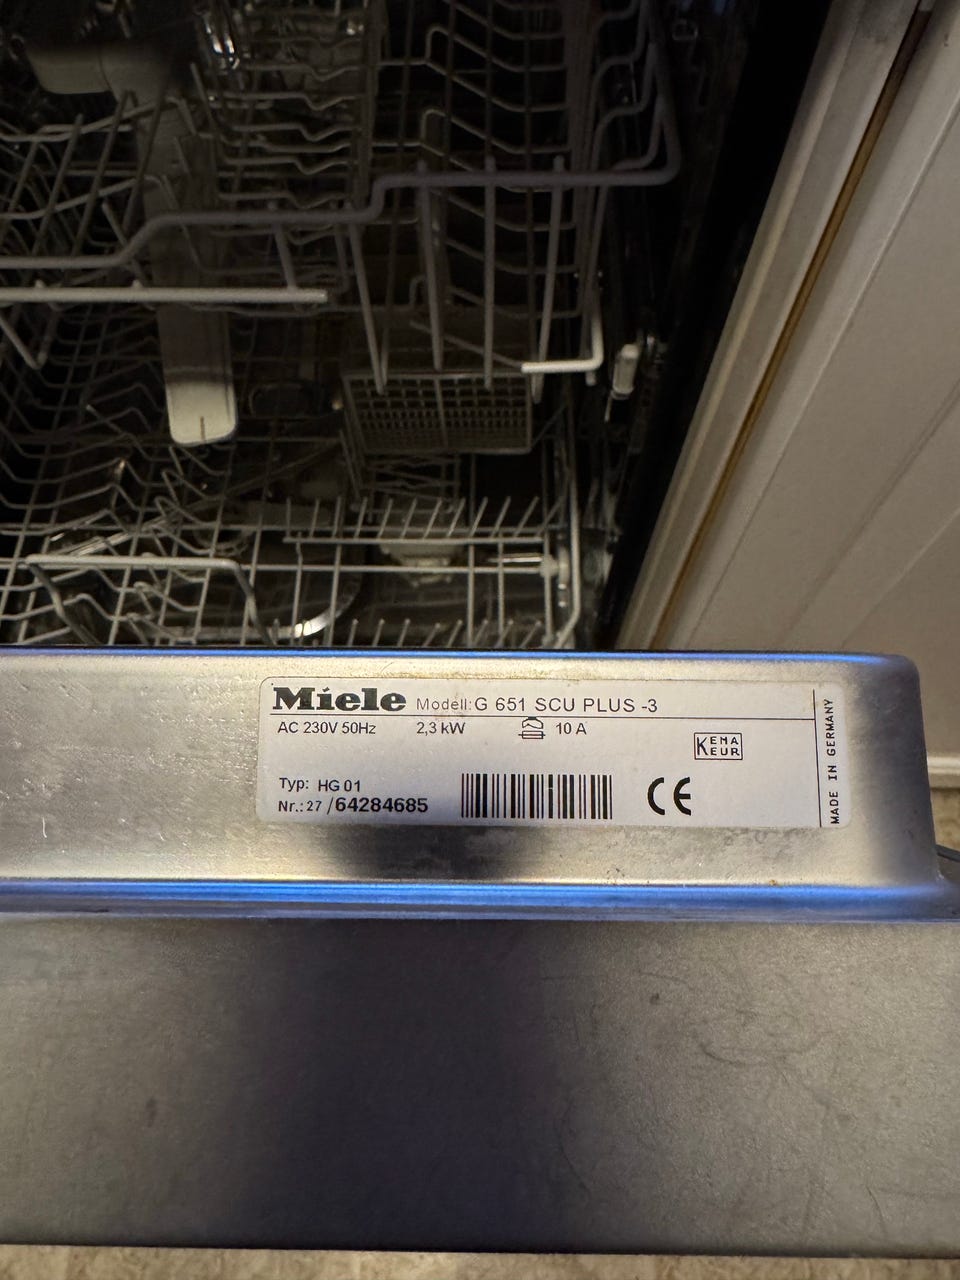 Miele Modell: G 651 SCU PLUS -3
AC 230V 50Hz 2,3 kW 10 A
KEMA
KEUR
Typ: HG 01
Nr.: 27 /64284685
CE
MADE IN GERMANY